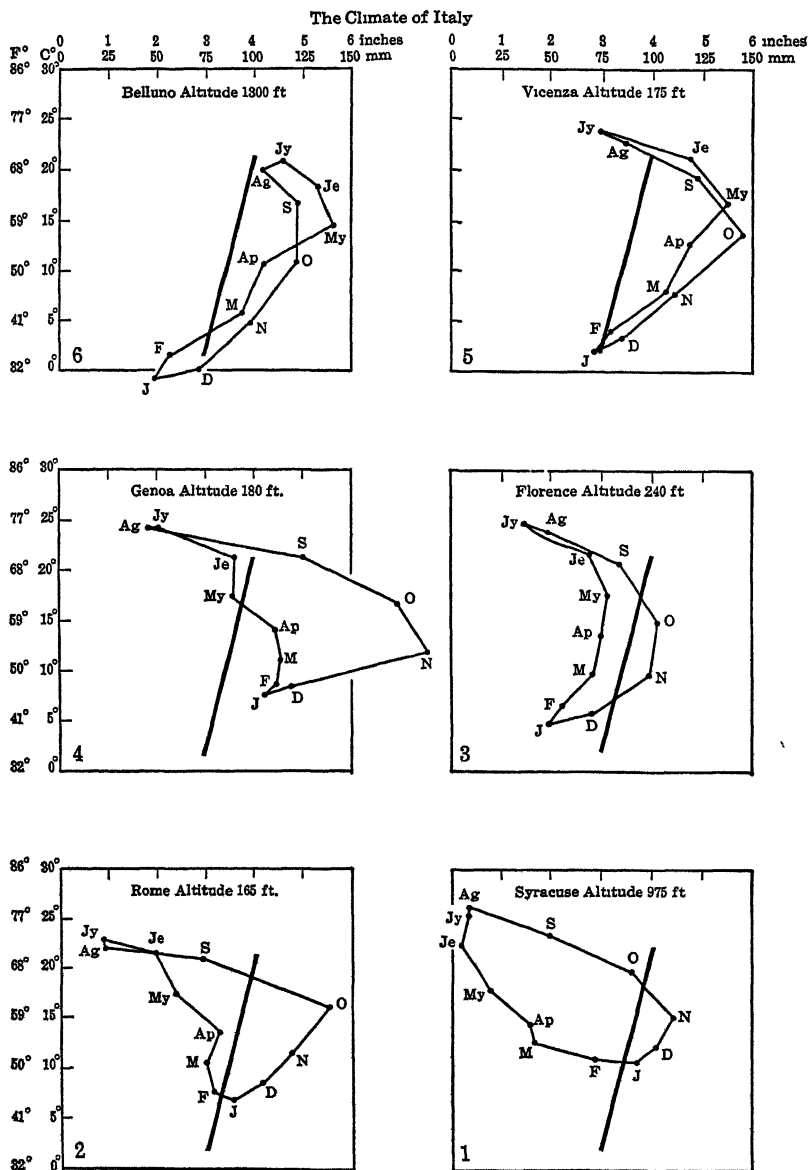 The Climate of Italy
0 1 2 3 4 5 6 inches 0 1 2 3 4 5 6 inches
F° C° 0 25 50 75 100 125 150 mm 0 25 50 75 100 125 150 mm
86° 30°
Belluno Altitude 1300 ft
77° 25°
Jy
68° 20°
Ag
Je
S
59° 15°
My
Ap
50° 10°
O
M
N
41° 5°
F
6
32° 0°
J
D
Vicenza Altitude 175 ft
Jy
Ag
Je
S
My
O
Ap
M
N
F
D
J
5
86° 30°
Genoa Altitude 180 ft.
77° 25°
Ag
Jy
S
Je
68° 20°
My
O
59° 15°
Ap
M
N
50° 10°
F
D
J
41° 5°
4
32° 0°
Florence Altitude 240 ft
Jy
Ag
S
Je
My
O
Ap
M
N
F
D
J
3
86° 30°
Rome Altitude 165 ft.
77° 25°
Jy
Je
S
Ag
68° 20°
My
O
59° 15°
Ap
M
N
50° 10°
D
F
J
41° 5°
2
32° 0°
Syracuse Altitude 975 ft
Ag
Jy
S
Je
O
My
N
Ap
M
D
F
J
1